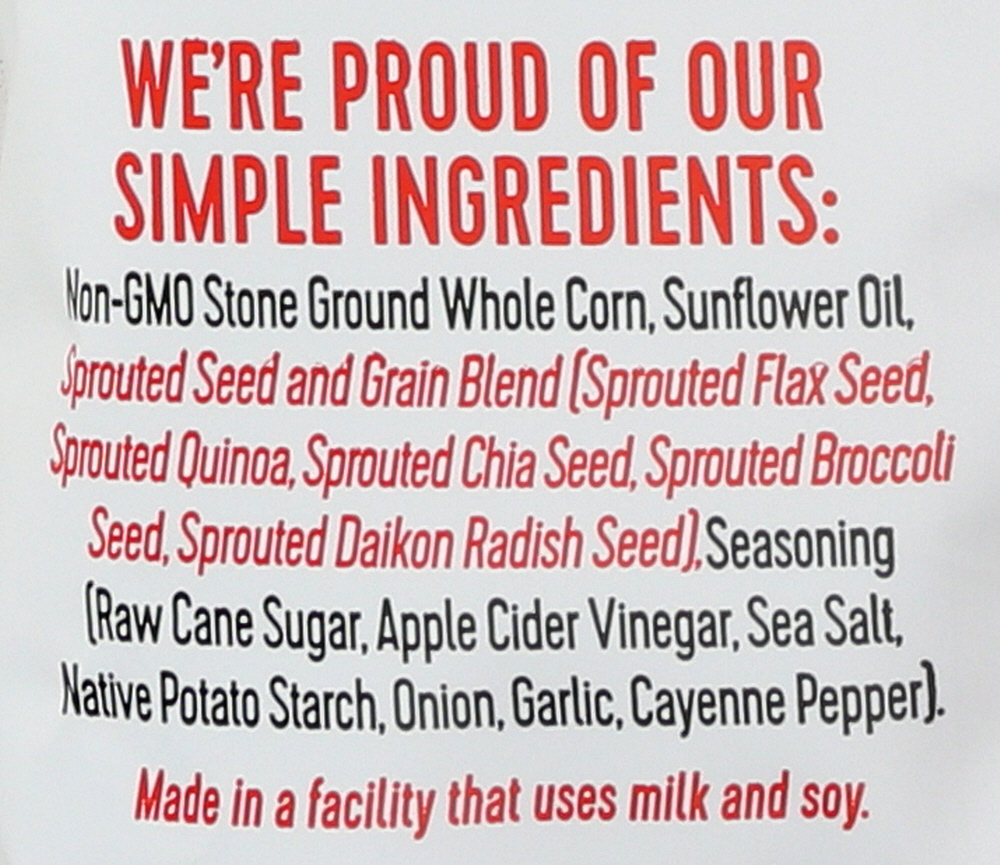 WE'RE PROUD OF OUR
SIMPLE INGREDIENTS:
Non-GMO Stone Ground Whole Corn, Sunflower Oil,
Sprouted Seed and Grain Blend (Sprouted Flax Seed,
Sprouted Quinoa, Sprouted Chia Seed, Sprouted Broccoli
Seed, Sprouted Daikon Radish Seed), Seasoning
(Raw Cane Sugar, Apple Cider Vinegar, Sea Salt,
Native Potato Starch, Onion, Garlic, Cayenne Pepper).
Made in a facility that uses milk and soy.